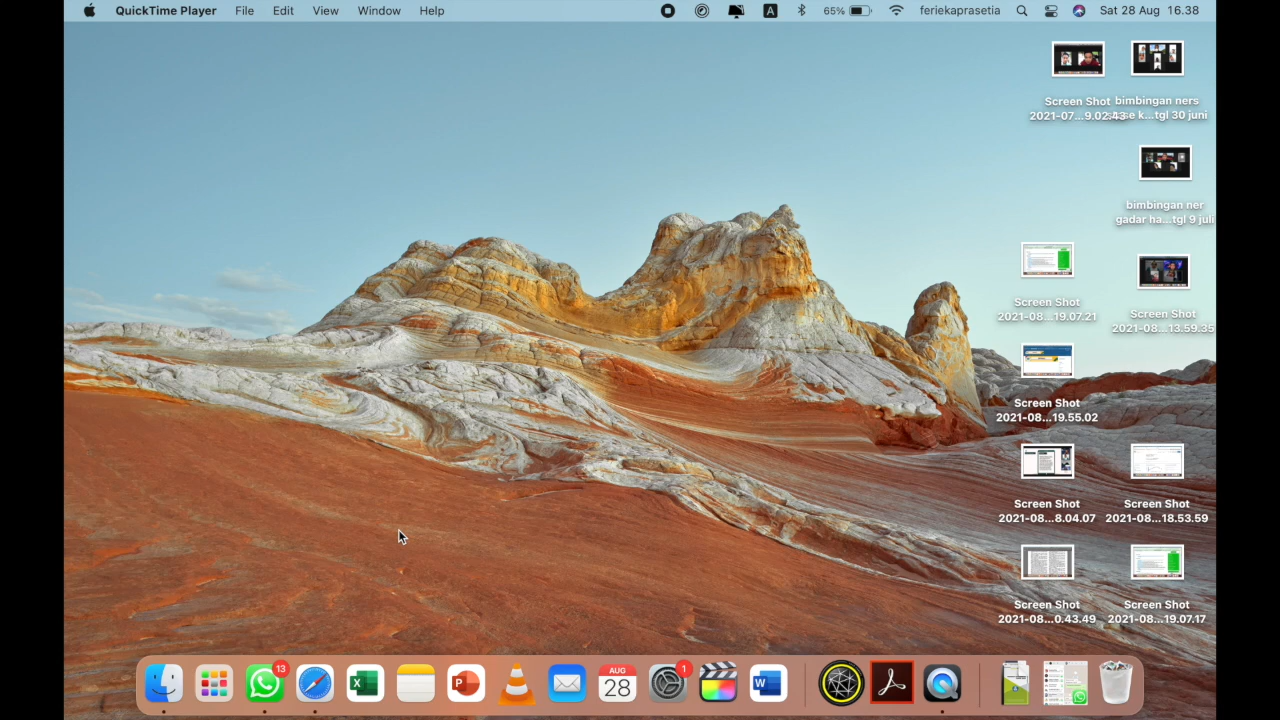 QuickTime Player File Edit View Window Help A 65% feriekaprasetia Sat 28 Aug 16.38
Screen Shot
2021-07...9.02.43
bimbingan ners
tgl 30 juni
bimbingan ner
gadar ha...tgl 9 juli
Screen Shot
2021-08...19.07.21
Screen Shot
2021-08...13.59.35
Screen Shot
2021-08...19.55.02
Screen Shot
2021-08...8.04.07
Screen Shot
2021-08...18.53.59
Screen Shot
2021-08...0.43.49
Screen Shot
2021-08...19.07.17
13
X
P
AUG
28
1
W